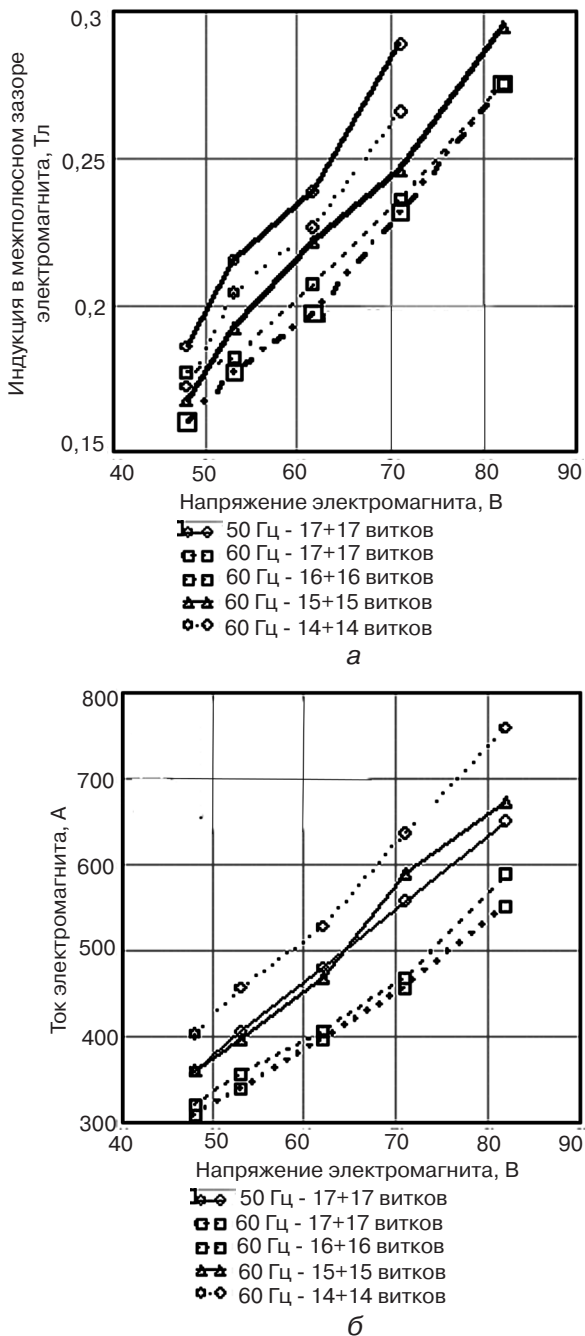 Индукция в межполюсном зазоре
электромагнита, Тл
0,3
0,25
0,2
0,15
40 50 60 70 80 90
Напряжение электромагнита, В
50 Гц - 17+17 витков
60 Гц - 17+17 витков
60 Гц - 16+16 витков
60 Гц - 15+15 витков
60 Гц - 14+14 витков
а
Ток электромагнита, А
800
700
600
500
400
300
40 50 60 70 80 90
Напряжение электромагнита, В
50 Гц - 17+17 витков
60 Гц - 17+17 витков
60 Гц - 16+16 витков
60 Гц - 15+15 витков
60 Гц - 14+14 витков
б